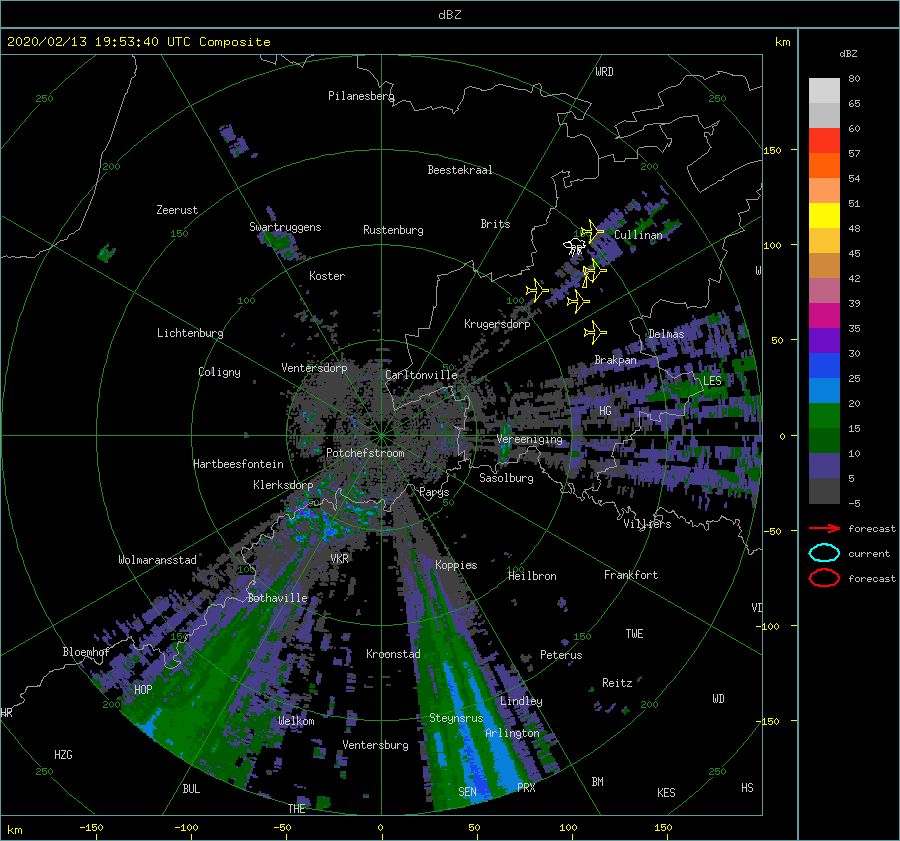 dBZ
2020/02/13 19:53:40 UTC Composite
km
dBZ
WRD
80
250
Pilanesberg
250
65
60
150
57
200
Beestekraal
200
54
Zeerust
51
Swartruggens
150
Rustenburg
Brits
150
Cullinan
48
100
45
Koster
W
42
100
100
39
Lichtenburg
Krugersdorp
Delmas
35
50
Brakpan
30
Coligny
Ventersdorp
50
Carltonville
LES
25
HG
20
Vereeniging
0
15
Potchefstroom
10
Hartbeesfontein
Sasolburg
5
Klerksdorp
Parys
50
50
-5
Villiers
forecast
-50
current
Wolmaransstad
VKR
Koppies
100
100
Heilbron
Frankfort
forecast
Bothaville
VD
-100
150
150
TWE
Bloemhof
Kroonstad
Peterus
HOP
Reitz
200
Lindley
200
WD
HR
Welkom
Steynsrus
-150
Arlington
HZG
Ventersburg
250
250
BUL
SEN
PRX
BM
KES
HS
THE
km
-150
-100
-50
0
50
100
150